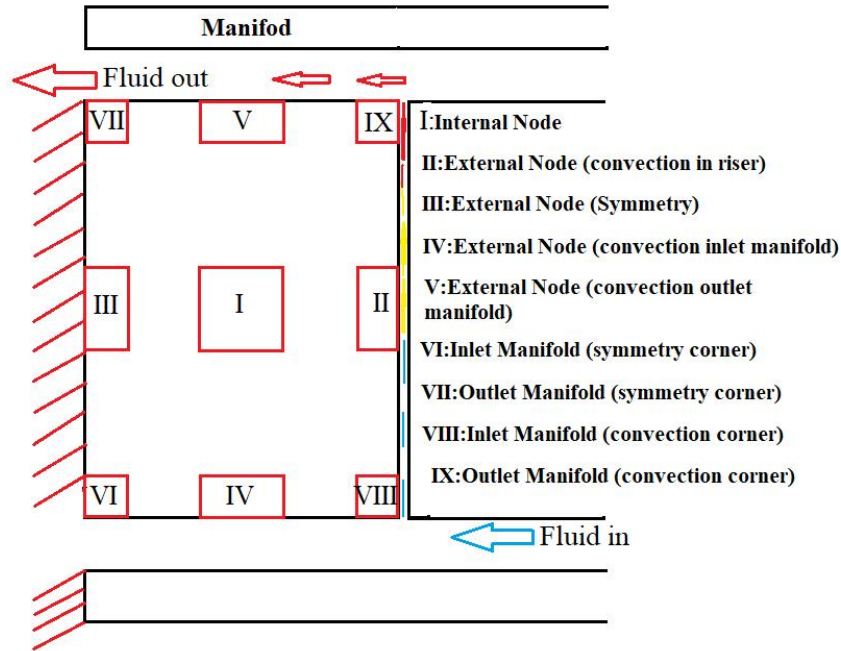 Manifod
Fluid out
VII
V
IX
I:Internal Node
II:External Node (convection in riser)
III:External Node (Symmetry)
IV:External Node (convection inlet manifold)
III
I
II
V:External Node (convection outlet
manifold)
VI:Inlet Manifold (symmetry corner)
VII:Outlet Manifold (symmetry corner)
VIII:Inlet Manifold (convection corner)
IX:Outlet Manifold (convection corner)
VI
IV
VIII
Fluid in